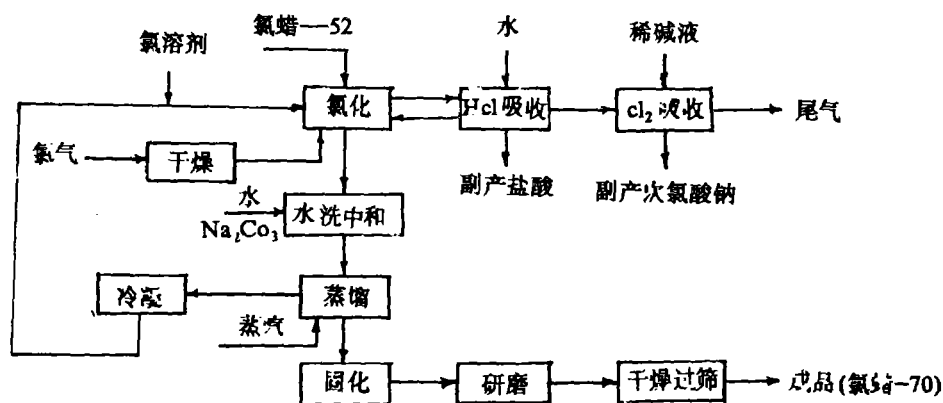 氯蜡—52
水
稀碱液
氯溶剂
氯化
Hcl吸收
cl₂吸收
尾气
氯气
干燥
副产盐酸
副产次氯酸钠
水
Na₂Co₃
水洗中和
冷凝
蒸馏
蒸汽
固化
研磨
干燥过筛
成品(氯蜡-70)